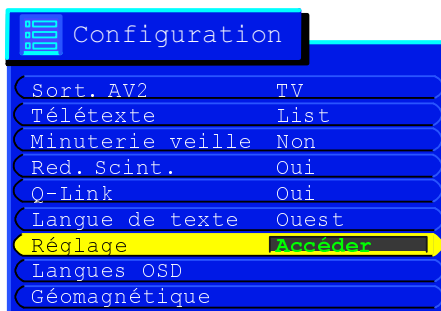 Configuration
Sort. AV2 TV
Télétexte List
Minuterie veille Non
Red. Scint. Oui
Q-Link Oui
Langue de texte Ouest
Réglage Accéder
Langues OSD
Géomagnétique